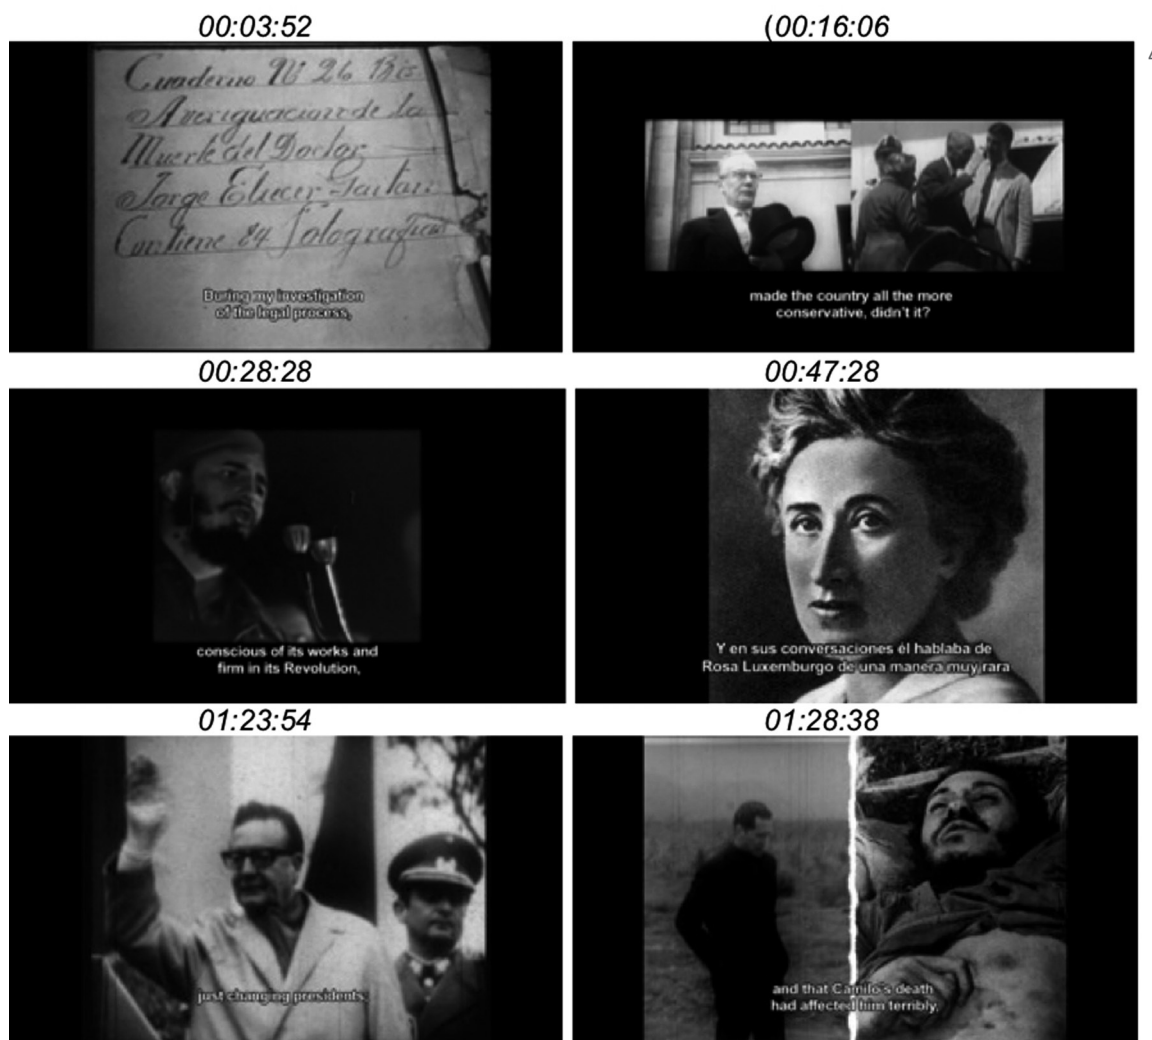 00:03:52
(00:16:06
Cuaderno Nº 26 Bis
Averiguacion de la
Muerte del Doctor
Jorge Eliecer Gaitan
Contiene 84 fotografias
During my investigation
of the legal process,
made the country all the more
conservative, didn't it?
00:28:28
00:47:28
conscious of its works and
firm in its Revolution,
Y en sus conversaciones él hablaba de
Rosa Luxemburgo de una manera muy rara
01:23:54
01:28:38
just changing presidents.
and that Camilo's death
had affected him terribly,